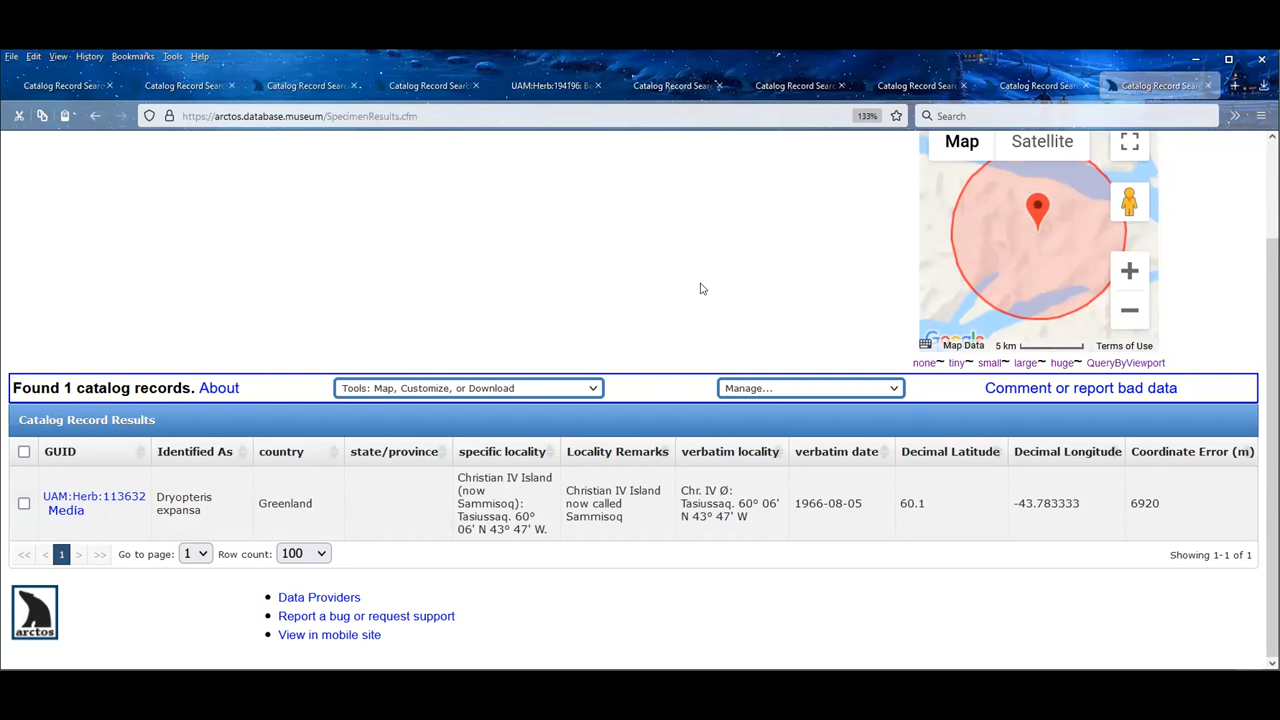 File Edit View History Bookmarks Tools Help
Catalog Record Sear Catalog Record Sear Catalog Record Sear Catalog Record Sear UAM:Herb:194196: B Catalog Record Sear Catalog Record Sear Catalog Record Sear Catalog Record Sear Catalog Record Sear
https://arctos.database.museum/SpecimenResults.cfm 133% Search
Map Satellite
Google Map Data 5 km Terms of Use
none~ tiny~ small~ large~ huge~ QueryByViewport
Found 1 catalog records. About Tools: Map, Customize, or Download Manage... Comment or report bad data
Catalog Record Results
GUID Identified As country state/province specific locality Locality Remarks verbatim locality verbatim date Decimal Latitude Decimal Longitude Coordinate Error (m)
UAM:Herb:113632
Media
Dryopteris
expansa
Greenland
Christian IV Island
(now
Sammisoq):
Tasiussaq. 60º
06' N 43º 47' W.
Christian IV Island
now called
Sammisoq
Chr. IV Ø:
Tasiussaq. 60º 06'
N 43º 47' W
1966-08-05
60.1
-43.783333
6920
<< < 1 > >> Go to page: 1 Row count: 100 Showing 1-1 of 1
arctos
Data Providers
Report a bug or request support
View in mobile site